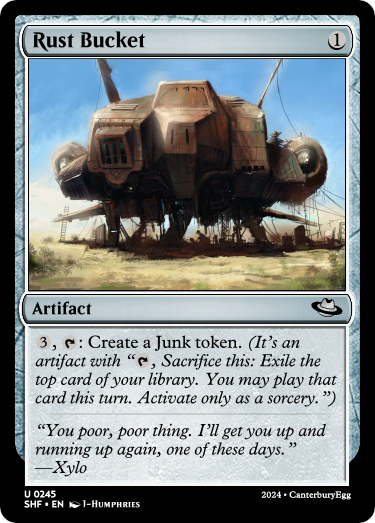 Rust Bucket 1
Artifact
3, : Create a Junk token. (It's an
artifact with “, Sacrifice this: Exile the
top card of your library. You may play that
card this turn. Activate only as a sorcery.”)
“You poor, poor thing. I'll get you up and
running up again, one of these days.”
—Xylo
U 0245
SHF • EN J-Humphries
2024 • CanterburyEgg